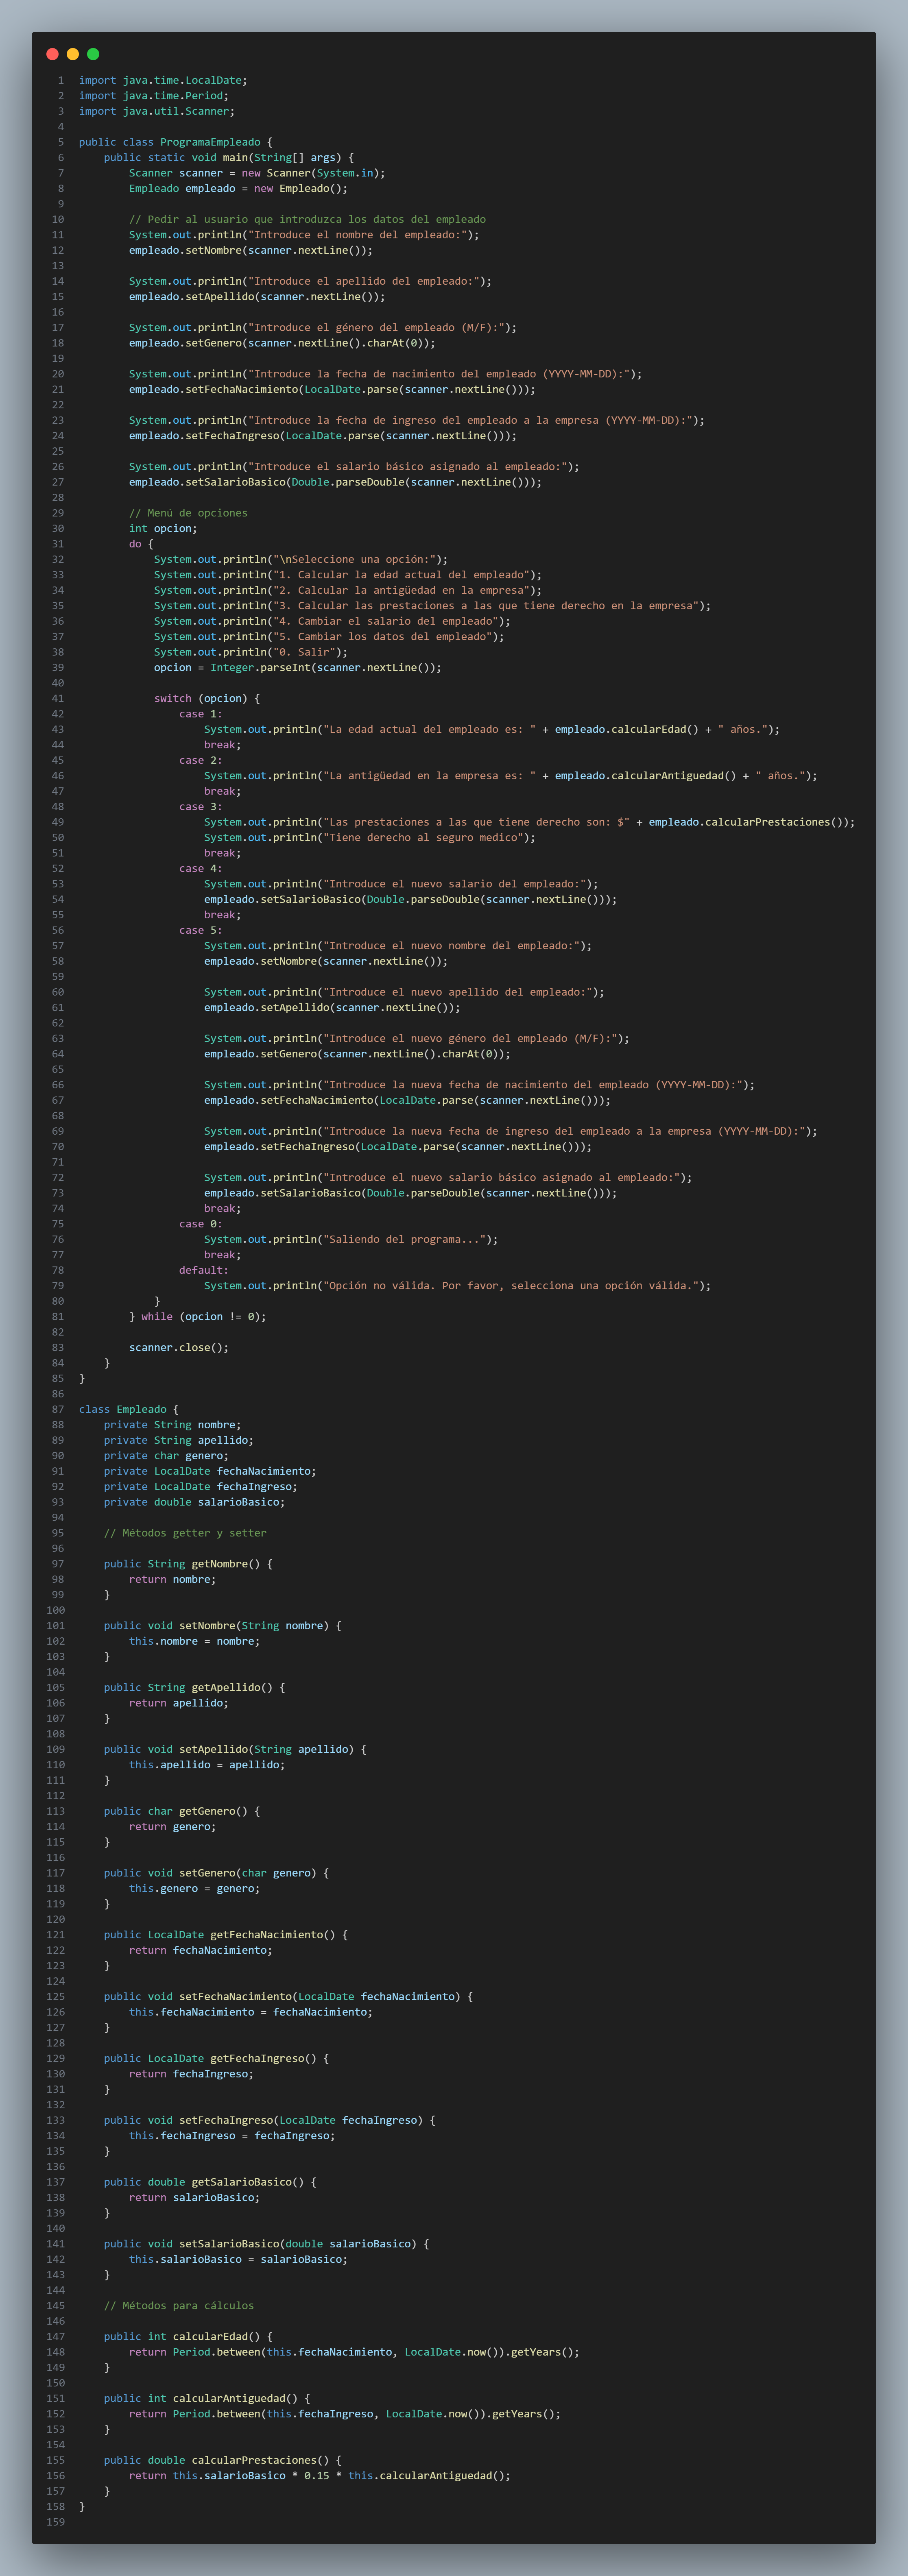 1 import java.time.LocalDate;
2 import java.time.Period;
3 import java.util.Scanner;
4
5 public class ProgramaEmpleado {
6     public static void main(String[] args) {
7         Scanner scanner = new Scanner(System.in);
8         Empleado empleado = new Empleado();
9
10         // Pedir al usuario que introduzca los datos del empleado
11         System.out.println("Introduce el nombre del empleado:");
12         empleado.setNombre(scanner.nextLine());
13
14         System.out.println("Introduce el apellido del empleado:");
15         empleado.setApellido(scanner.nextLine());
16
17         System.out.println("Introduce el género del empleado (M/F):");
18         empleado.setGenero(scanner.nextLine().charAt(0));
19
20         System.out.println("Introduce la fecha de nacimiento del empleado (YYYY-MM-DD):");
21         empleado.setFechaNacimiento(LocalDate.parse(scanner.nextLine()));
22
23         System.out.println("Introduce la fecha de ingreso del empleado a la empresa (YYYY-MM-DD):");
24         empleado.setFechaIngreso(LocalDate.parse(scanner.nextLine()));
25
26         System.out.println("Introduce el salario básico asignado al empleado:");
27         empleado.setSalarioBasico(Double.parseDouble(scanner.nextLine()));
28
29         // Menú de opciones
30         int opcion;
31         do {
32             System.out.println("\nSeleccione una opción:");
33             System.out.println("1. Calcular la edad actual del empleado");
34             System.out.println("2. Calcular la antigüedad en la empresa");
35             System.out.println("3. Calcular las prestaciones a las que tiene derecho en la empresa");
36             System.out.println("4. Cambiar el salario del empleado");
37             System.out.println("5. Cambiar los datos del empleado");
38             System.out.println("0. Salir");
39             opcion = Integer.parseInt(scanner.nextLine());
40
41             switch (opcion) {
42                 case 1:
43                     System.out.println("La edad actual del empleado es: " + empleado.calcularEdad() + " años.");
44                     break;
45                 case 2:
46                     System.out.println("La antigüedad en la empresa es: " + empleado.calcularAntiguedad() + " años.");
47                     break;
48                 case 3:
49                     System.out.println("Las prestaciones a las que tiene derecho son: $" + empleado.calcularPrestaciones());
50                     System.out.println("Tiene derecho al seguro medico");
51                     break;
52                 case 4:
53                     System.out.println("Introduce el nuevo salario del empleado:");
54                     empleado.setSalarioBasico(Double.parseDouble(scanner.nextLine()));
55                     break;
56                 case 5:
57                     System.out.println("Introduce el nuevo nombre del empleado:");
58                     empleado.setNombre(scanner.nextLine());
59
60                     System.out.println("Introduce el nuevo apellido del empleado:");
61                     empleado.setApellido(scanner.nextLine());
62
63                     System.out.println("Introduce el nuevo género del empleado (M/F):");
64                     empleado.setGenero(scanner.nextLine().charAt(0));
65
66                     System.out.println("Introduce la nueva fecha de nacimiento del empleado (YYYY-MM-DD):");
67                     empleado.setFechaNacimiento(LocalDate.parse(scanner.nextLine()));
68
69                     System.out.println("Introduce la nueva fecha de ingreso del empleado a la empresa (YYYY-MM-DD):");
70                     empleado.setFechaIngreso(LocalDate.parse(scanner.nextLine()));
71
72                     System.out.println("Introduce el nuevo salario básico asignado al empleado:");
73                     empleado.setSalarioBasico(Double.parseDouble(scanner.nextLine()));
74                     break;
75                 case 0:
76                     System.out.println("Saliendo del programa...");
77                     break;
78                 default:
79                     System.out.println("Opción no válida. Por favor, selecciona una opción válida.");
80             }
81         } while (opcion != 0);
82
83         scanner.close();
84     }
85 }
86
87 class Empleado {
88     private String nombre;
89     private String apellido;
90     private char genero;
91     private LocalDate fechaNacimiento;
92     private LocalDate fechaIngreso;
93     private double salarioBasico;
94
95     // Métodos getter y setter
96
97     public String getNombre() {
98         return nombre;
99     }
100
101     public void setNombre(String nombre) {
102         this.nombre = nombre;
103     }
104
105     public String getApellido() {
106         return apellido;
107     }
108
109     public void setApellido(String apellido) {
110         this.apellido = apellido;
111     }
112
113     public char getGenero() {
114         return genero;
115     }
116
117     public void setGenero(char genero) {
118         this.genero = genero;
119     }
120
121     public LocalDate getFechaNacimiento() {
122         return fechaNacimiento;
123     }
124
125     public void setFechaNacimiento(LocalDate fechaNacimiento) {
126         this.fechaNacimiento = fechaNacimiento;
127     }
128
129     public LocalDate getFechaIngreso() {
130         return fechaIngreso;
131     }
132
133     public void setFechaIngreso(LocalDate fechaIngreso) {
134         this.fechaIngreso = fechaIngreso;
135     }
136
137     public double getSalarioBasico() {
138         return salarioBasico;
139     }
140
141     public void setSalarioBasico(double salarioBasico) {
142         this.salarioBasico = salarioBasico;
143     }
144
145     // Métodos para cálculos
146
147     public int calcularEdad() {
148         return Period.between(this.fechaNacimiento, LocalDate.now()).getYears();
149     }
150
151     public int calcularAntiguedad() {
152         return Period.between(this.fechaIngreso, LocalDate.now()).getYears();
153     }
154
155     public double calcularPrestaciones() {
156         return this.salarioBasico * 0.15 * this.calcularAntiguedad();
157     }
158 }
159